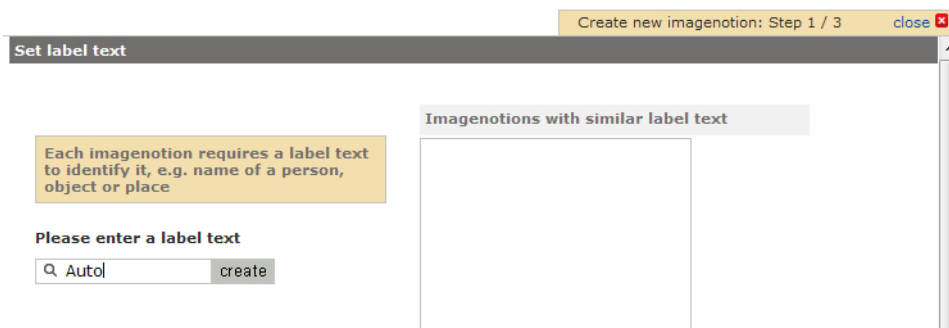 Create new imagenotion: Step 1 / 3 close
Set label text
Imagenotions with similar label text
Each imagenotion requires a label text
to identify it, e.g. name of a person,
object or place
Please enter a label text
Auto create